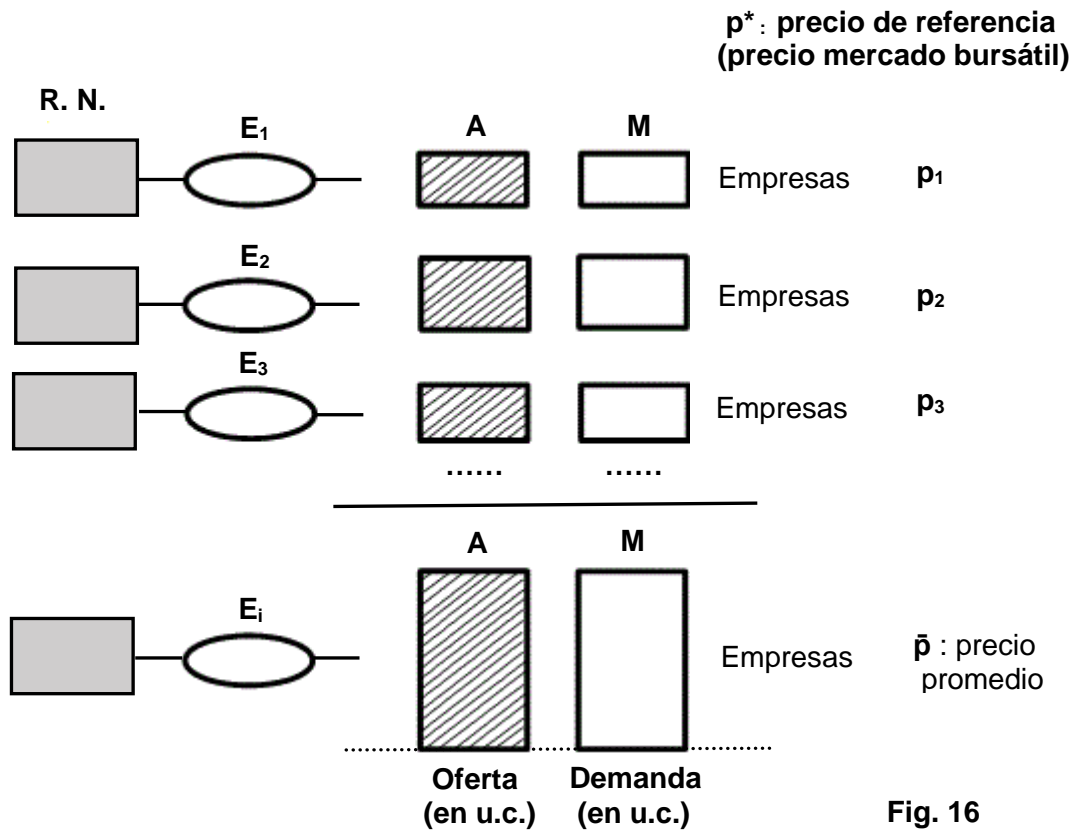 p* : precio de referencia
(precio mercado bursátil)
R. N.
E₁
A
M
Empresas
p₁
E₂
Empresas
p₂
E₃
Empresas
p₃
...... ......
A
M
Eᵢ
Empresas
p̄ : precio
promedio
Oferta
(en u.c.)
Demanda
(en u.c.)
Fig. 16